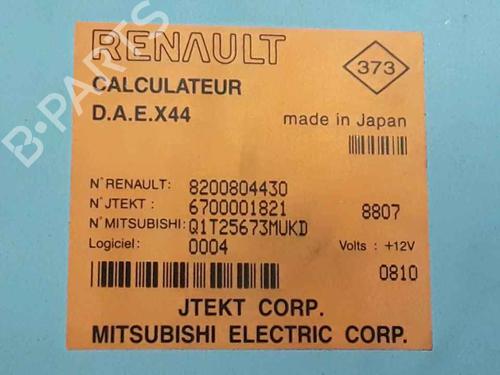 RENAULT
373
CALCULATEUR
D.A.E.X44
made in Japan
N°RENAULT: 8200804430
N°JTEKT : 6700001821 8807
N°MITSUBISHI: Q1T25673MUKD
Logiciel: 0004 Volts : +12V
0810
JTEKT CORP.
MITSUBISHI ELECTRIC CORP.
B-PARTS